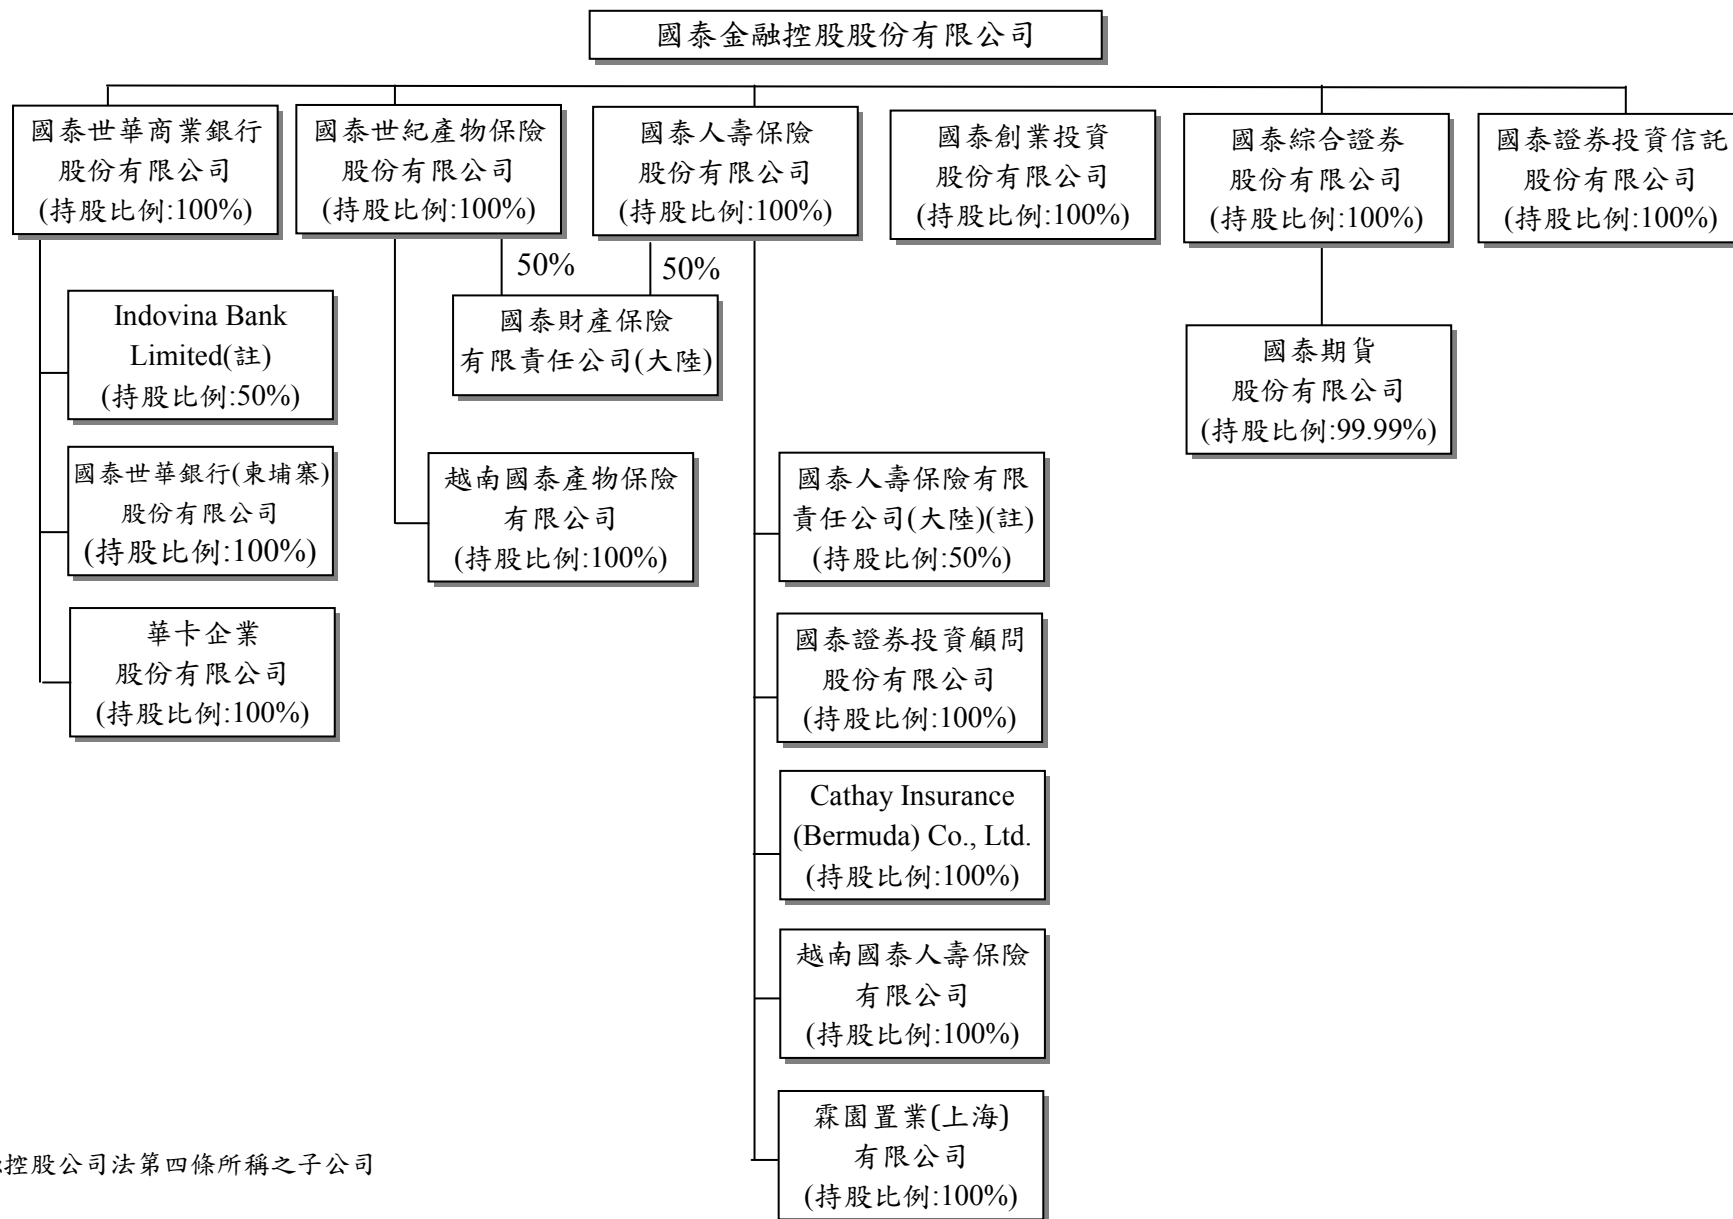 國泰金融控股股份有限公司
國泰世華商業銀行
股份有限公司
(持股比例:100%)
國泰世紀產物保險
股份有限公司
(持股比例:100%)
國泰人壽保險
股份有限公司
(持股比例:100%)
國泰創業投資
股份有限公司
(持股比例:100%)
國泰綜合證券
股份有限公司
(持股比例:100%)
國泰證券投資信託
股份有限公司
(持股比例:100%)
50%
50%
Indovina Bank
Limited(註)
(持股比例:50%)
國泰財產保險
有限責任公司(大陸)
國泰期貨
股份有限公司
(持股比例:99.99%)
國泰世華銀行(柬埔寨)
股份有限公司
(持股比例:100%)
越南國泰產物保險
有限公司
(持股比例:100%)
國泰人壽保險有限
責任公司(大陸)(註)
(持股比例:50%)
華卡企業
股份有限公司
(持股比例:100%)
國泰證券投資顧問
股份有限公司
(持股比例:100%)
Cathay Insurance
(Bermuda) Co., Ltd.
(持股比例:100%)
越南國泰人壽保險
有限公司
(持股比例:100%)
霖園置業(上海)
有限公司
(持股比例:100%)
控股公司法第四條所稱之子公司